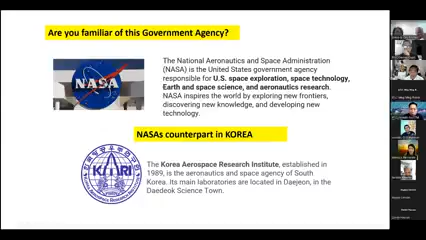 Are you familiar of this Government Agency?
NASA
The National Aeronautics and Space Administration
(NASA) is the United States government agency
responsible for U.S. space exploration, space technology,
Earth and space science, and aeronautics research.
NASA inspires the world by exploring new frontiers,
discovering new knowledge, and developing new
technology.
NASAs counterpart in KOREA
The Korea Aerospace Research Institute, established in
1989, is the aeronautics and space agency of South
Korea. Its main laboratories are located in Daejeon, in the
Daedeok Science Town.